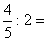 4/5 : 2 =